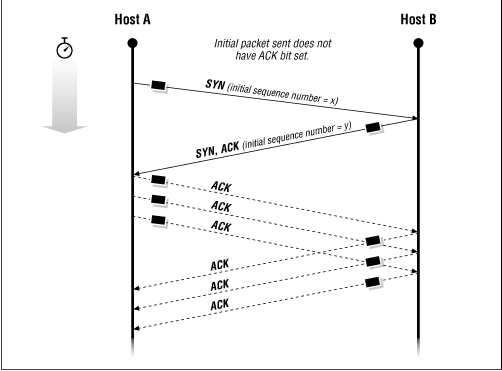 Host A
Host B
Initial packet sent does not
have ACK bit set.
SYN (initial sequence number = x)
SYN, ACK (initial sequence number = y)
ACK
ACK
ACK
ACK
ACK
ACK